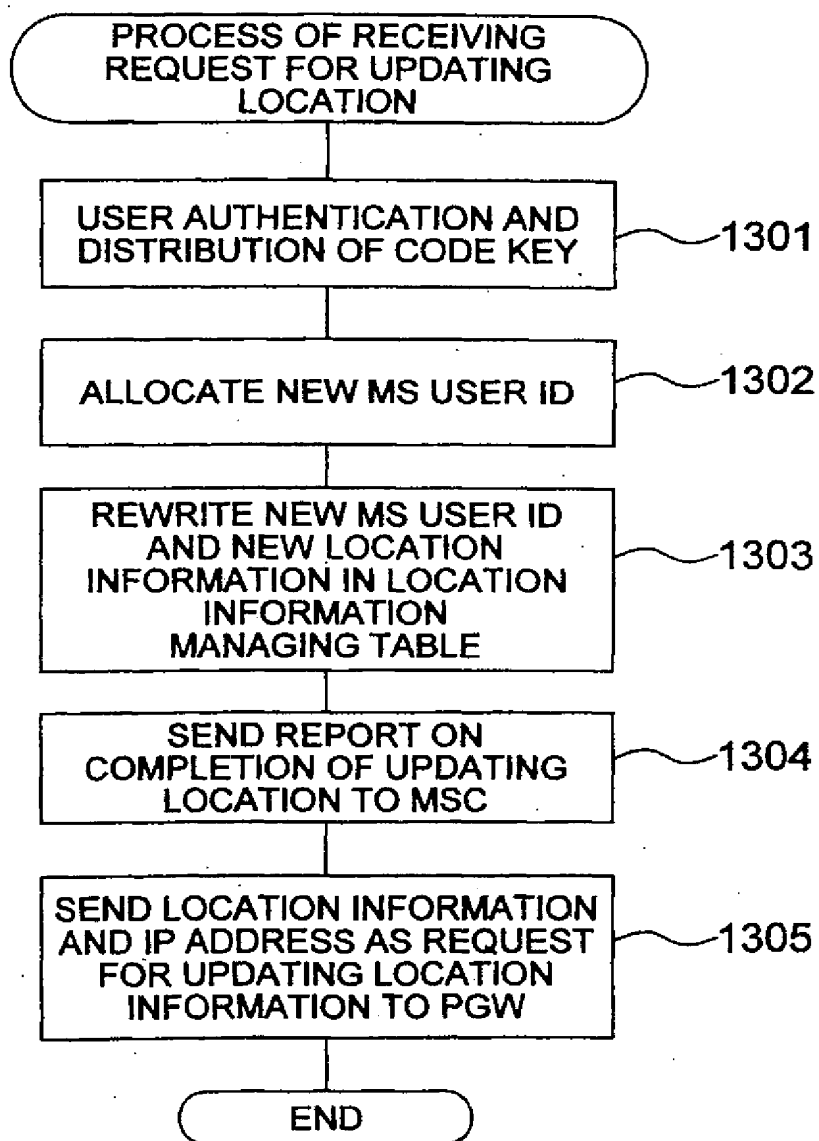 PROCESS OF RECEIVING
REQUEST FOR UPDATING
LOCATION
USER AUTHENTICATION AND
DISTRIBUTION OF CODE KEY
1301
ALLOCATE NEW MS USER ID
1302
REWRITE NEW MS USER ID
AND NEW LOCATION
INFORMATION IN LOCATION
INFORMATION
MANAGING TABLE
1303
SEND REPORT ON
COMPLETION OF UPDATING
LOCATION TO MSC
1304
SEND LOCATION INFORMATION
AND IP ADDRESS AS REQUEST
FOR UPDATING LOCATION
INFORMATION TO PGW
1305
END